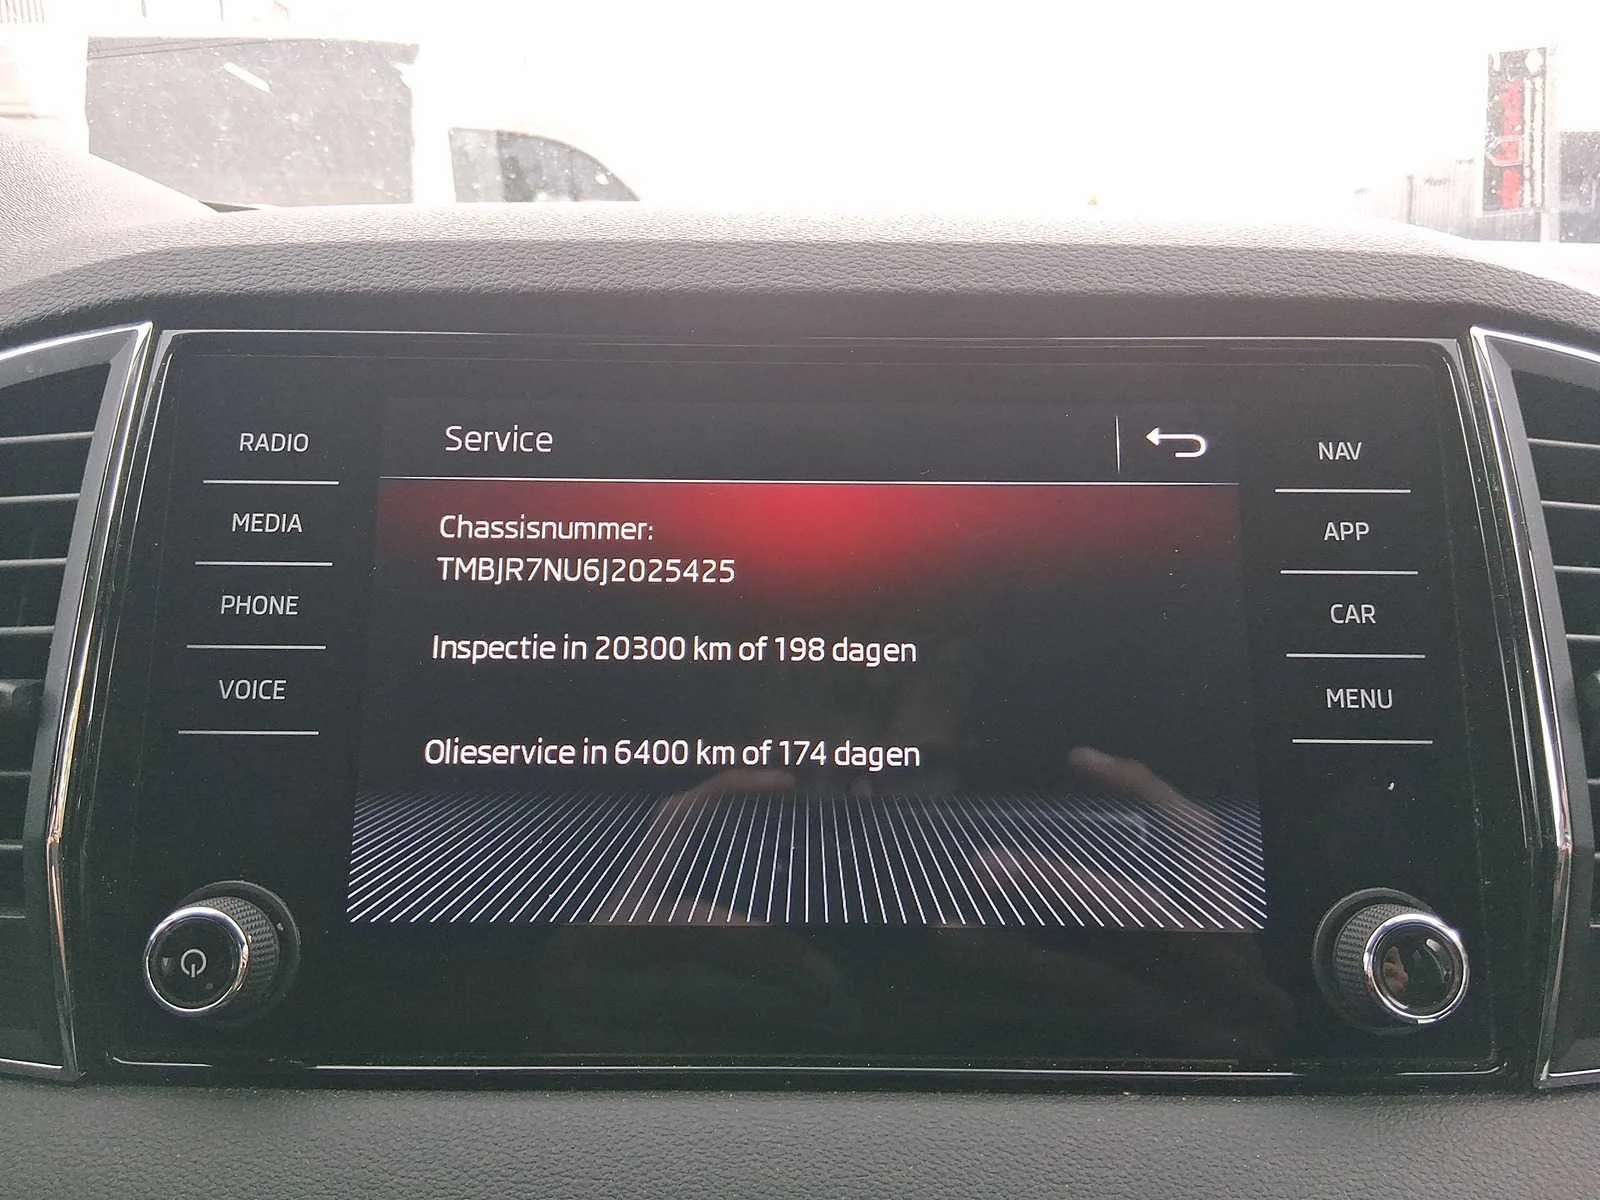 Service
Chassisnummer:
TMBJR7NU6J2025425
Inspectie in 20300 km of 198 dagen
Olieservice in 6400 km of 174 dagen
RADIO
MEDIA
PHONE
VOICE
NAV
APP
CAR
MENU